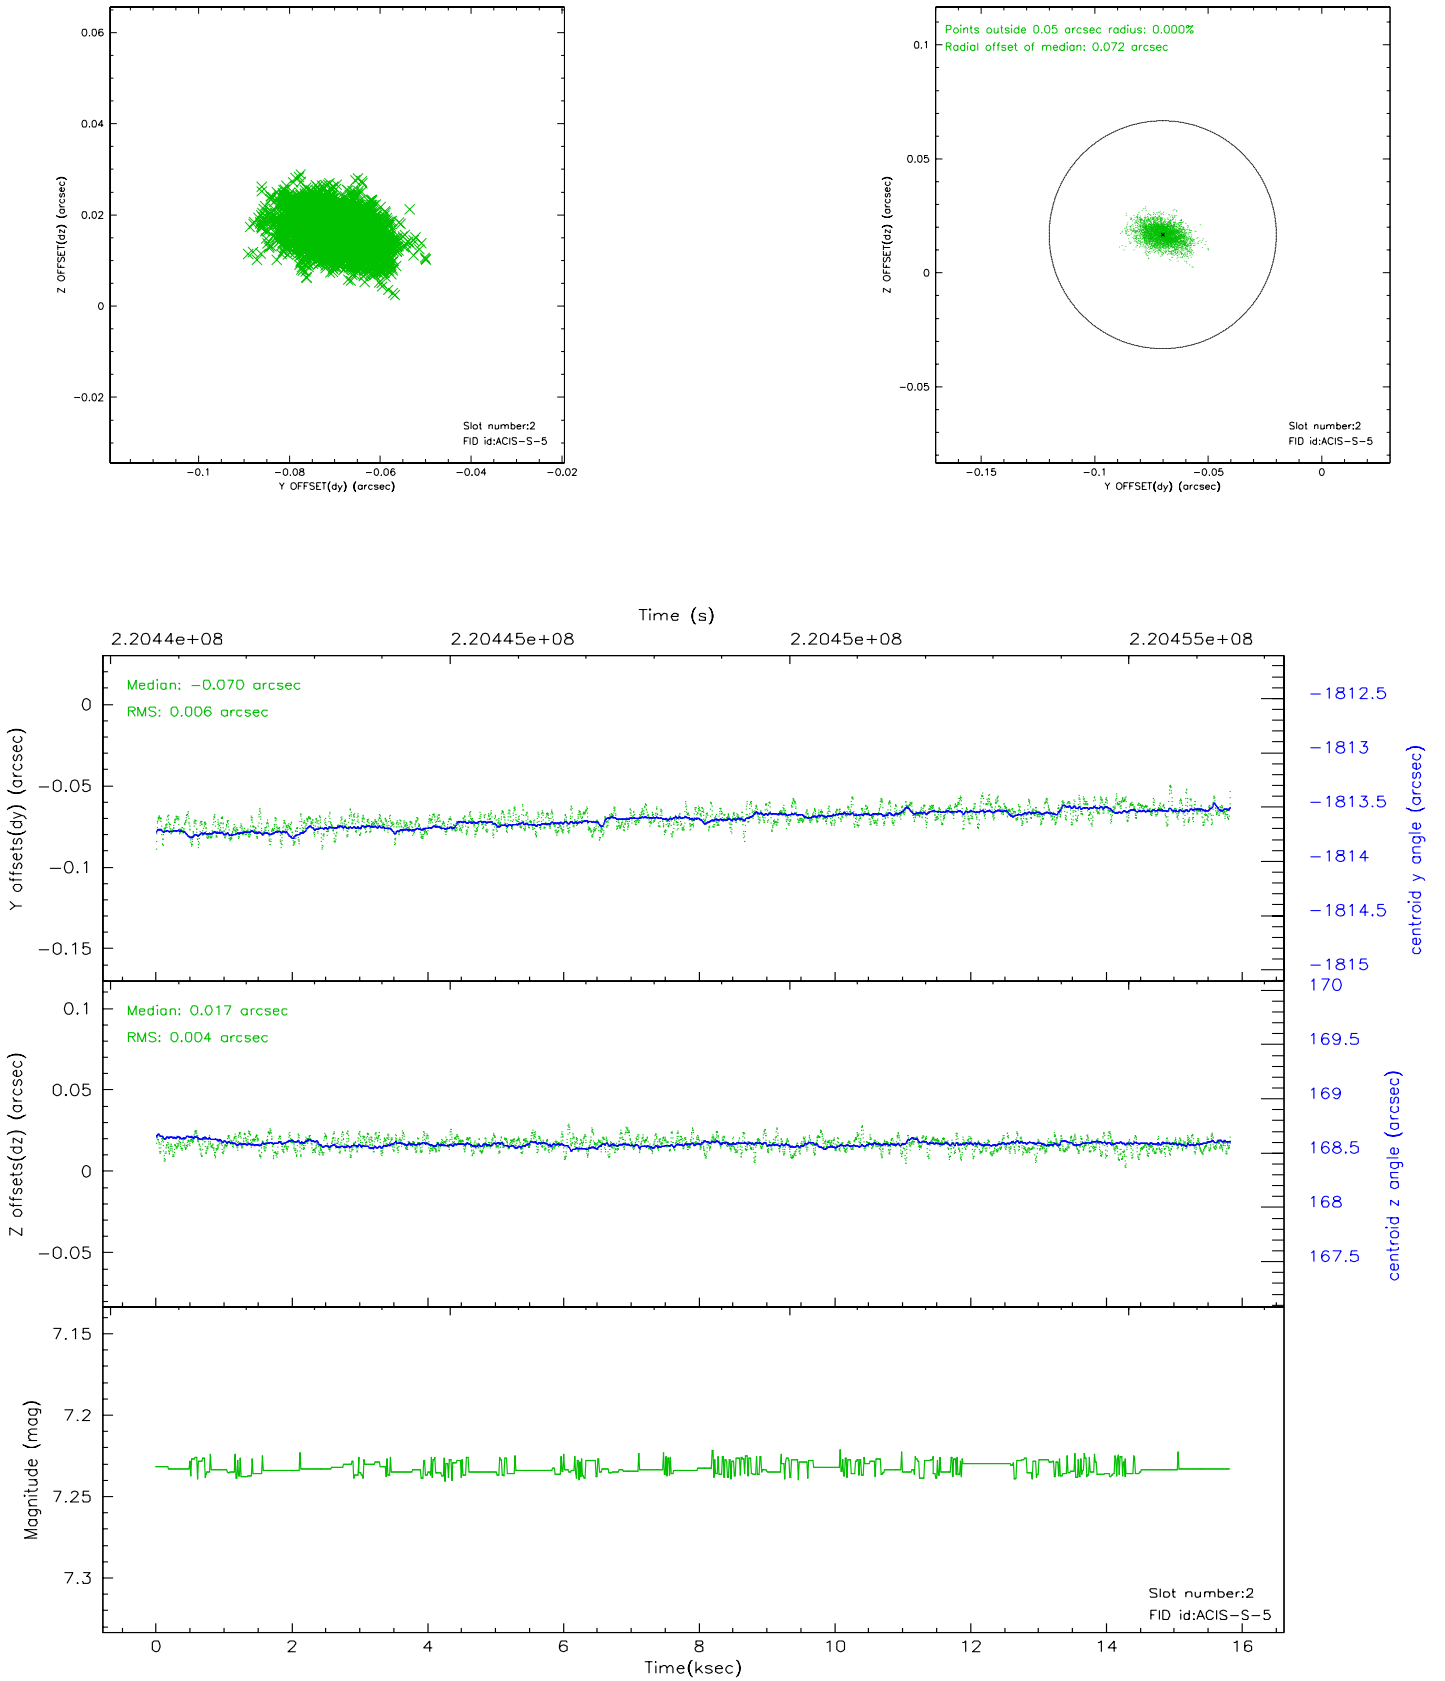 0.06
0.04
0.02
0
−0.02
Z OFFSET(dz) (arcsec)
−0.1
−0.08
−0.06
−0.04
−0.02
Y OFFSET(dy) (arcsec)
Slot number:2
FID id:ACIS−S−5
Points outside 0.05 arcsec radius: 0.000%
Radial offset of median: 0.072 arcsec
0.1
0.05
0
−0.05
Z OFFSET(dz) (arcsec)
−0.15
−0.1
−0.05
0
Y OFFSET(dy) (arcsec)
Slot number:2
FID id:ACIS−S−5
Time (s)
2.2044e+08
2.20445e+08
2.2045e+08
2.20455e+08
Median: −0.070 arcsec
RMS: 0.006 arcsec
0
−0.05
−0.1
−0.15
Y offsets(dy) (arcsec)
−1812.5
−1813
−1813.5
−1814
−1814.5
−1815
centroid y angle (arcsec)
Median: 0.017 arcsec
RMS: 0.004 arcsec
0.1
0.05
0
−0.05
Z offsets(dz) (arcsec)
170
169.5
169
168.5
168
167.5
centroid z angle (arcsec)
7.15
7.2
7.25
7.3
Magnitude (mag)
Slot number:2
FID id:ACIS−S−5
0
2
4
6
8
10
12
14
16
Time(ksec)